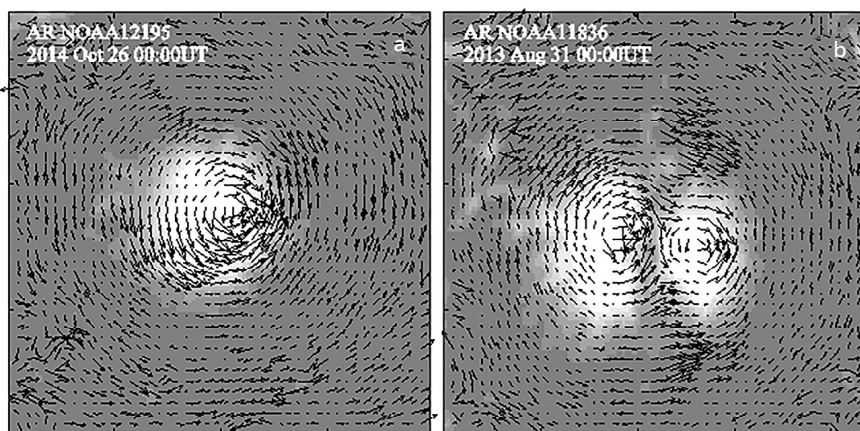 AR NOAA12195
2014 Oct 26 00:00UT
a
AR NOAA11836
2013 Aug 31 00:00UT
b